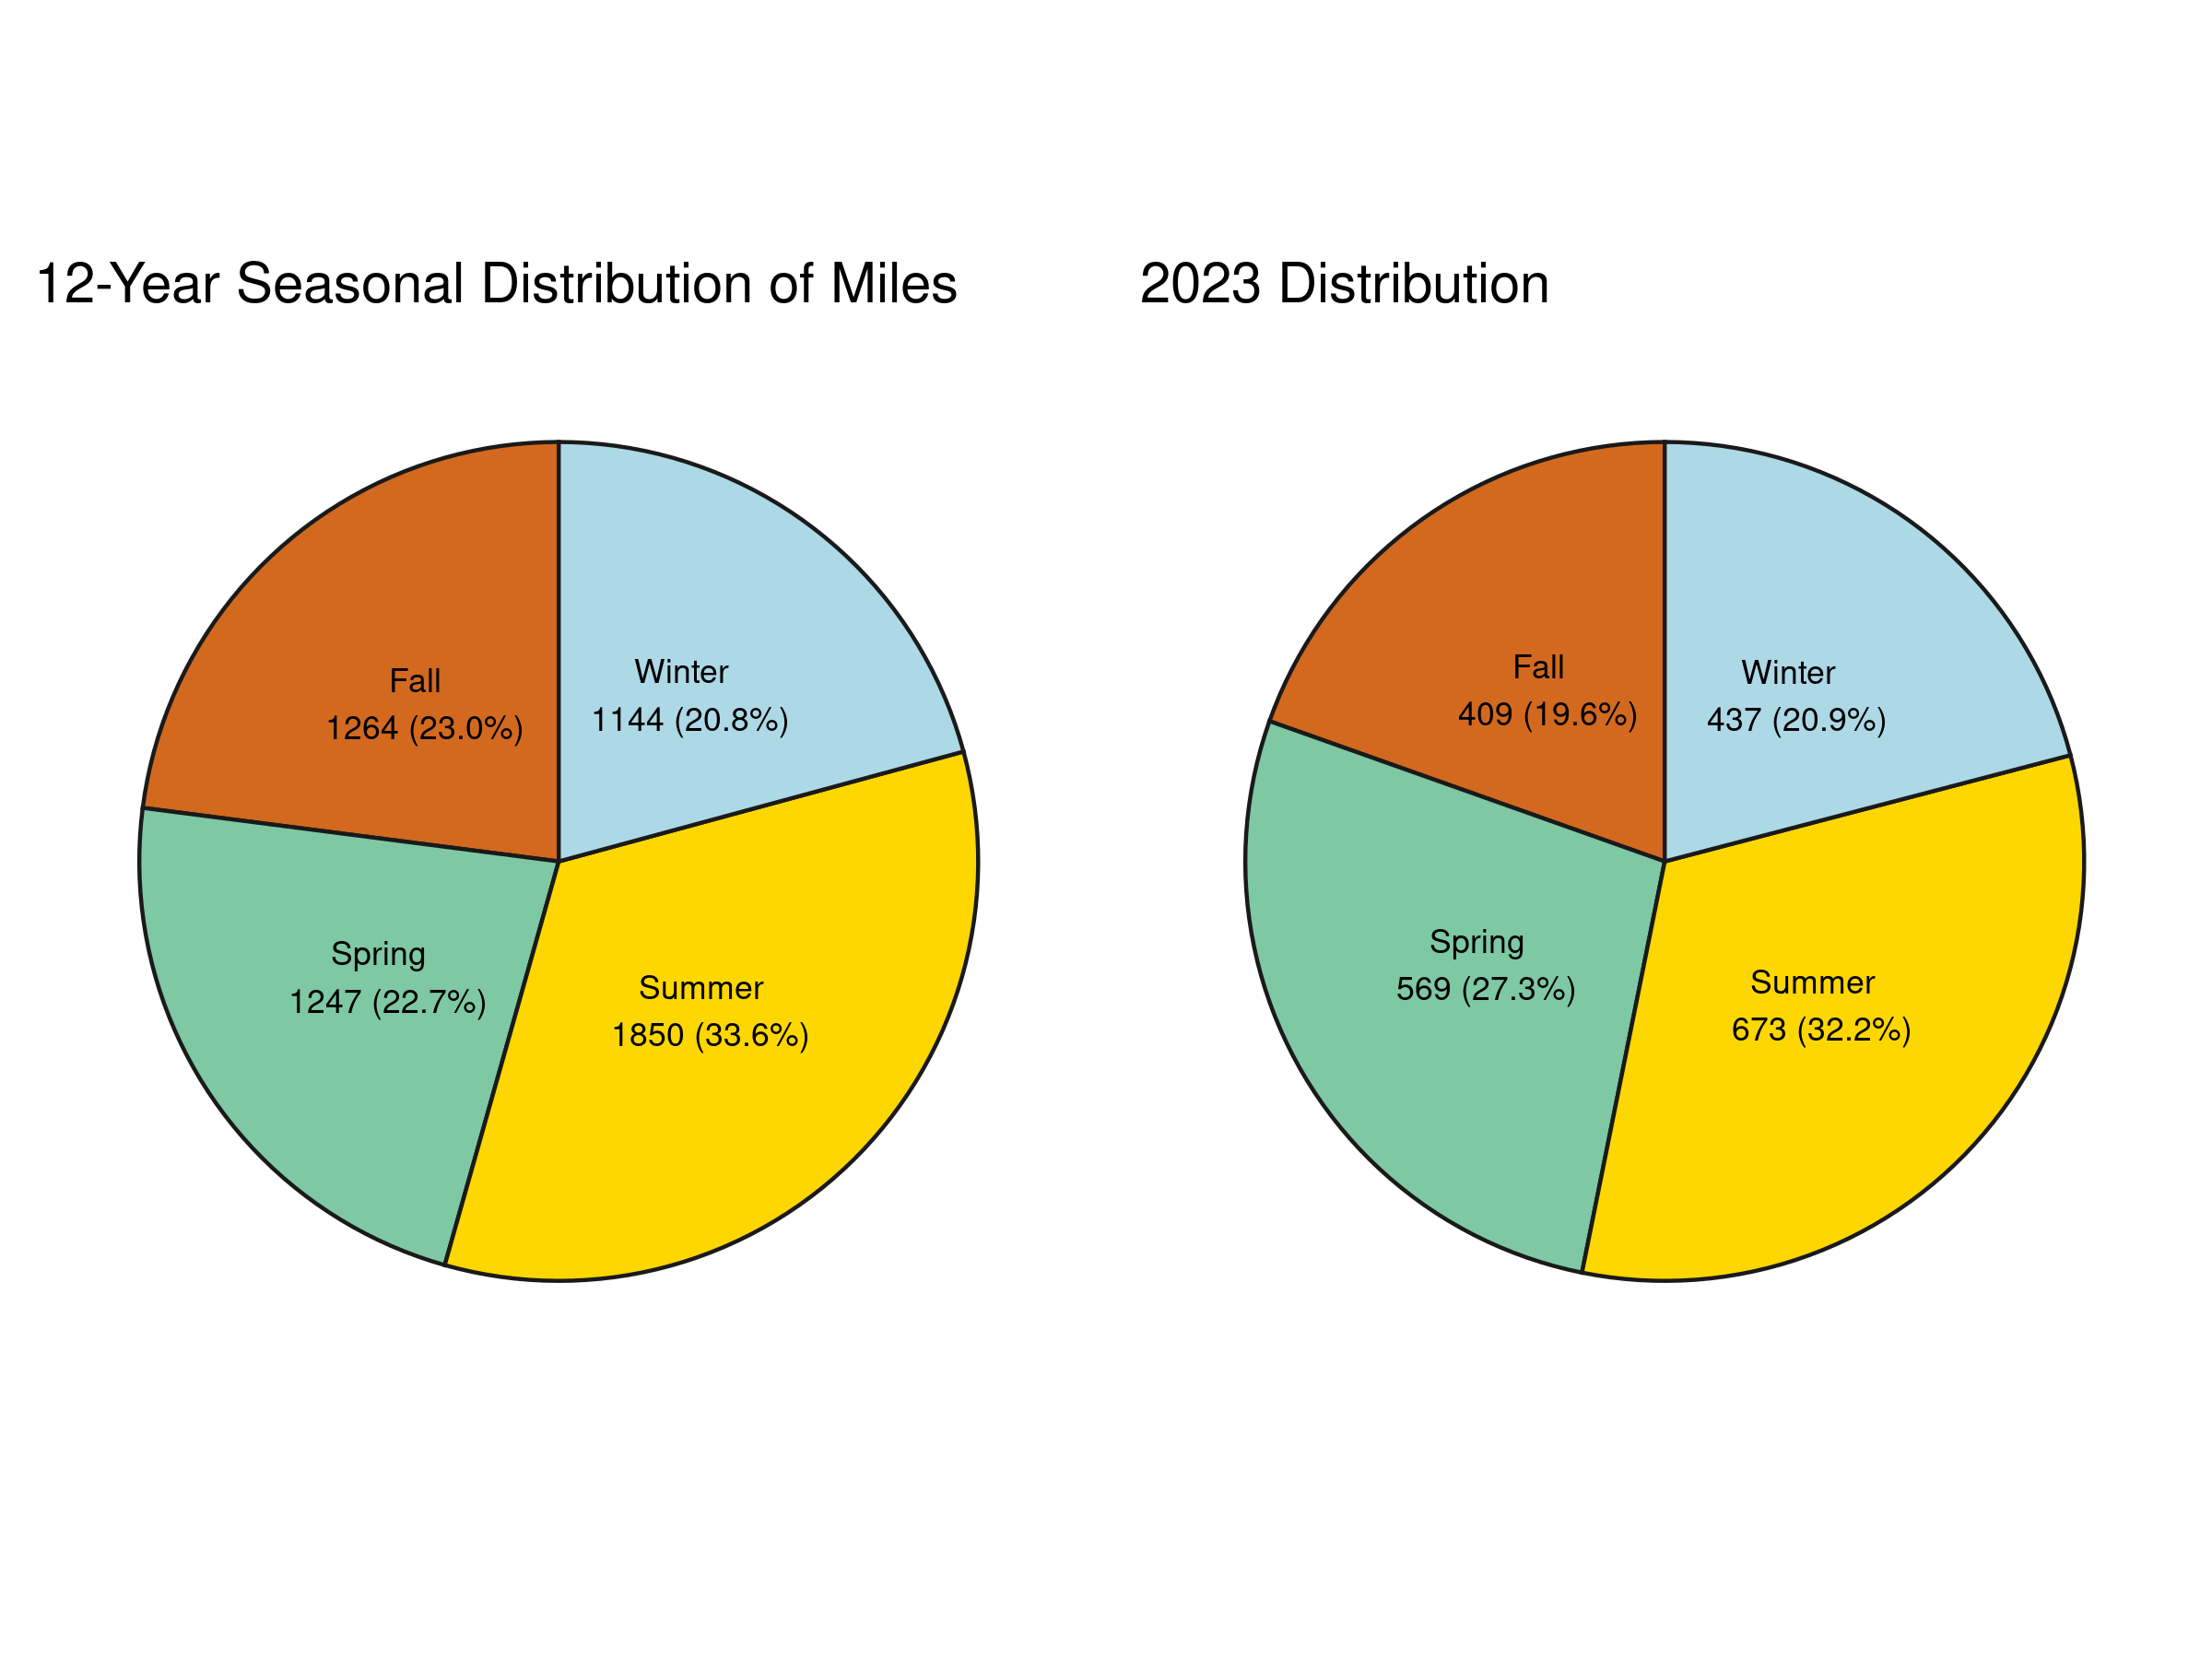 12-Year Seasonal Distribution of Miles
Fall
1264 (23.0%)
Winter
1144 (20.8%)
Spring
1247 (22.7%)
Summer
1850 (33.6%)
2023 Distribution
Fall
409 (19.6%)
Winter
437 (20.9%)
Spring
569 (27.3%)
Summer
673 (32.2%)